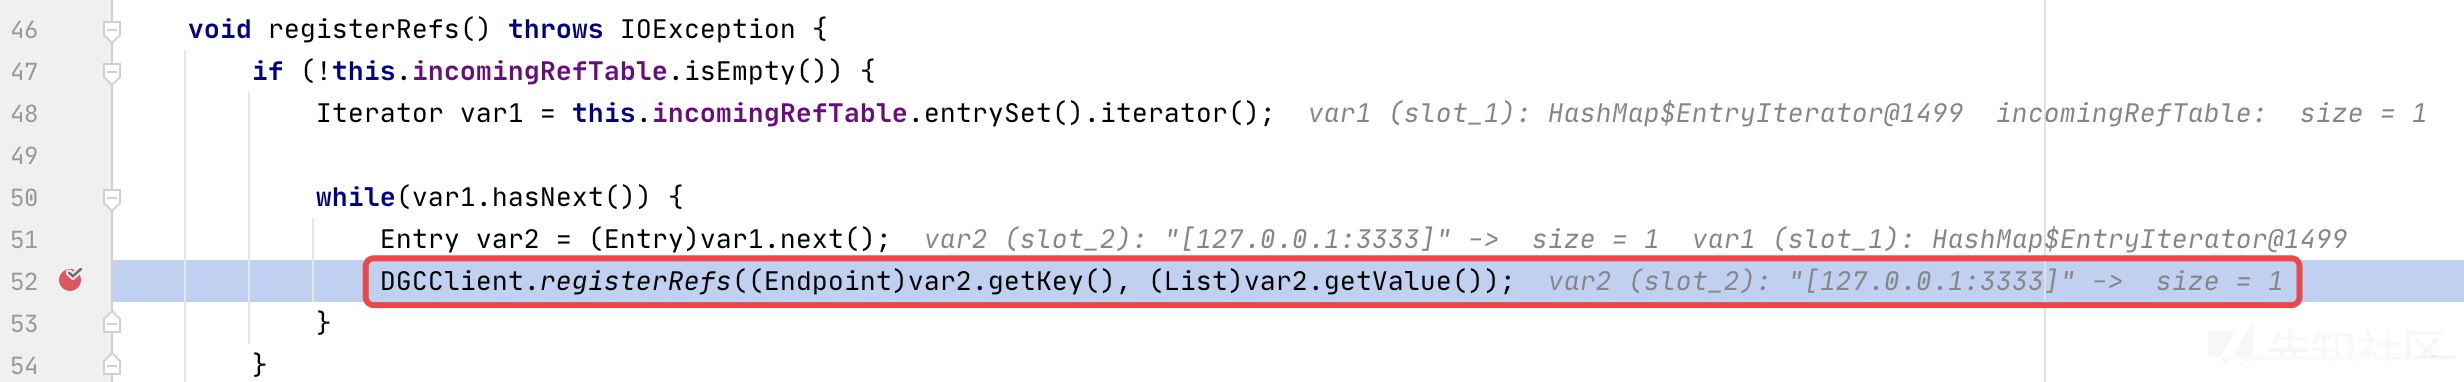 46 void registerRefs() throws IOException {
47 if (!this.incomingRefTable.isEmpty()) {
48 Iterator var1 = this.incomingRefTable.entrySet().iterator(); var1 (slot_1): HashMap$EntryIterator@1499 incomingRefTable: size = 1
49
50 while(var1.hasNext()) {
51 Entry var2 = (Entry)var1.next(); var2 (slot_2): "[127.0.0.1:3333]" -> size = 1 var1 (slot_1): HashMap$EntryIterator@1499
52 DGCClient.registerRefs((Endpoint)var2.getKey(), (List)var2.getValue()); var2 (slot_2): "[127.0.0.1:3333]" -> size = 1
53 }
54 }
先知社区